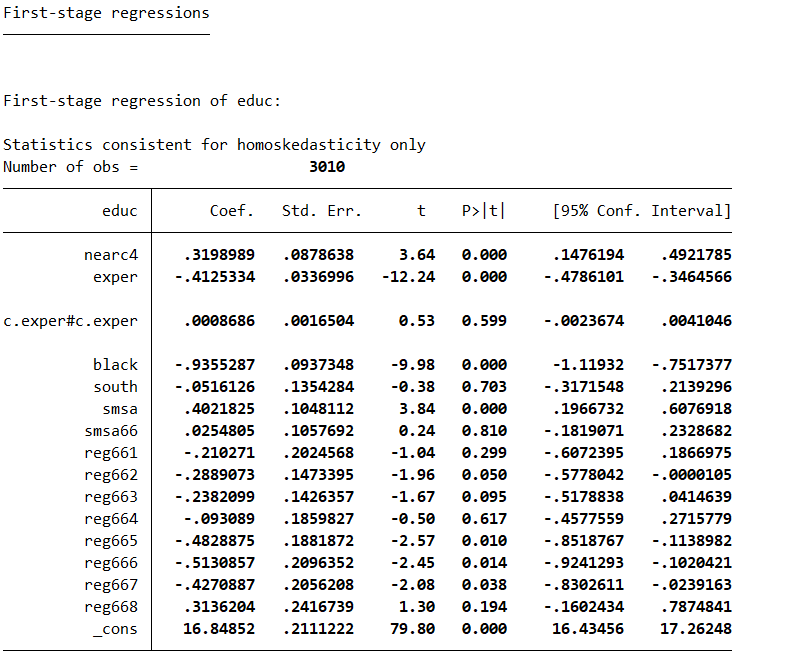 First-stage regressions
First-stage regression of educ:
Statistics consistent for homoskedasticity only
Number of obs = 3010
educ Coef. Std. Err. t P>|t| [95% Conf. Interval]
nearc4 .3198989 .0878638 3.64 0.000 .1476194 .4921785
exper -.4125334 .0336996 -12.24 0.000 -.4786101 -.3464566
c.exper#c.exper .0008686 .0016504 0.53 0.599 -.0023674 .0041046
black -.9355287 .0937348 -9.98 0.000 -1.11932 -.7517377
south -.0516126 .1354284 -0.38 0.703 -.3171548 .2139296
smsa .4021825 .1048112 3.84 0.000 .1966732 .6076918
smsa66 .0254805 .1057692 0.24 0.810 -.1819071 .2328682
reg661 -.210271 .2024568 -1.04 0.299 -.6072395 .1866975
reg662 -.2889073 .1473395 -1.96 0.050 -.5778042 -.0000105
reg663 -.2382099 .1426357 -1.67 0.095 -.5178838 .0414639
reg664 -.093089 .1859827 -0.50 0.617 -.4577559 .2715779
reg665 -.4828875 .1881872 -2.57 0.010 -.8518767 -.1138982
reg666 -.5130857 .2096352 -2.45 0.014 -.9241293 -.1020421
reg667 -.4270887 .2056208 -2.08 0.038 -.8302611 -.0239163
reg668 .3136204 .2416739 1.30 0.194 -.1602434 .7874841
_cons 16.84852 .2111222 79.80 0.000 16.43456 17.26248